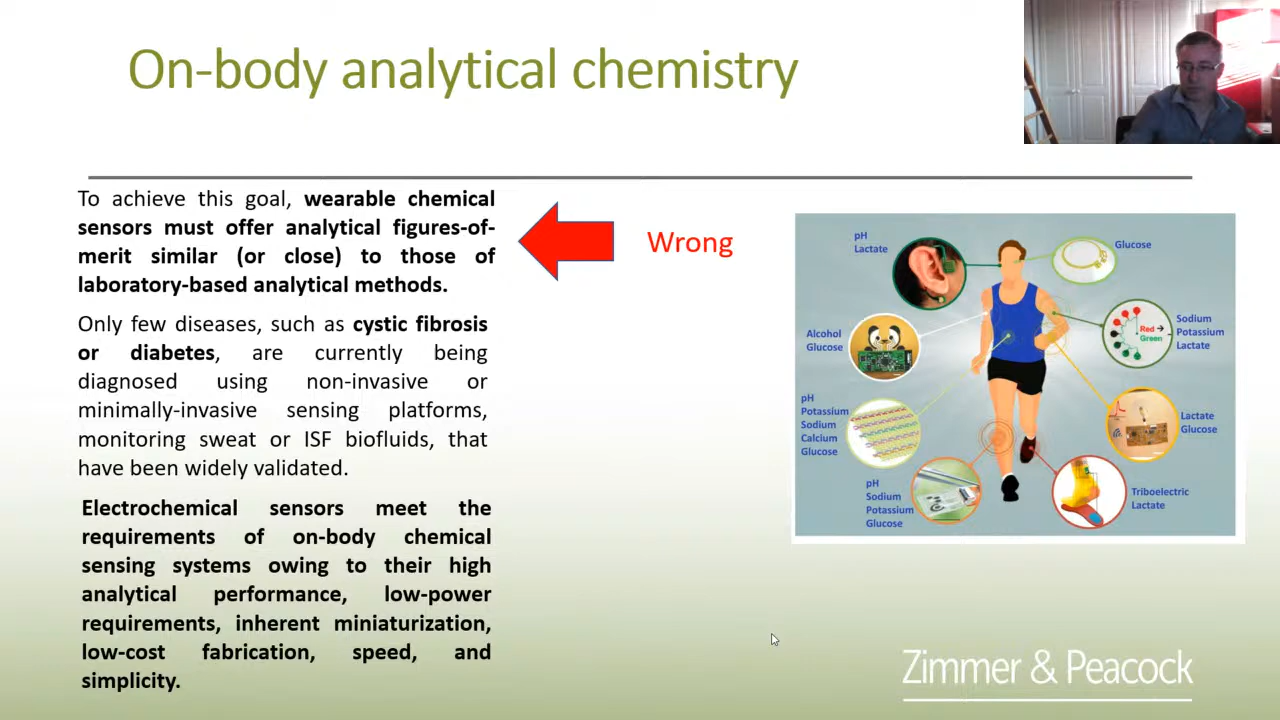 On-body analytical chemistry
To achieve this goal, wearable chemical
sensors must offer analytical figures-of-
merit similar (or close) to those of
laboratory-based analytical methods.
Wrong
Only few diseases, such as cystic fibrosis
or diabetes, are currently being
diagnosed using non-invasive or
minimally-invasive sensing platforms,
monitoring sweat or ISF biofluids, that
have been widely validated.
Electrochemical sensors meet the
requirements of on-body chemical
sensing systems owing to their high
analytical performance, low-power
requirements, inherent miniaturization,
low-cost fabrication, speed, and
simplicity.
pH
Lactate
Glucose
Alcohol
Glucose
Red →
Green
Sodium
Potassium
Lactate
pH
Potassium
Sodium
Calcium
Glucose
Lactate
Glucose
pH
Sodium
Potassium
Glucose
Triboelectric
Lactate
Zimmer & Peacock